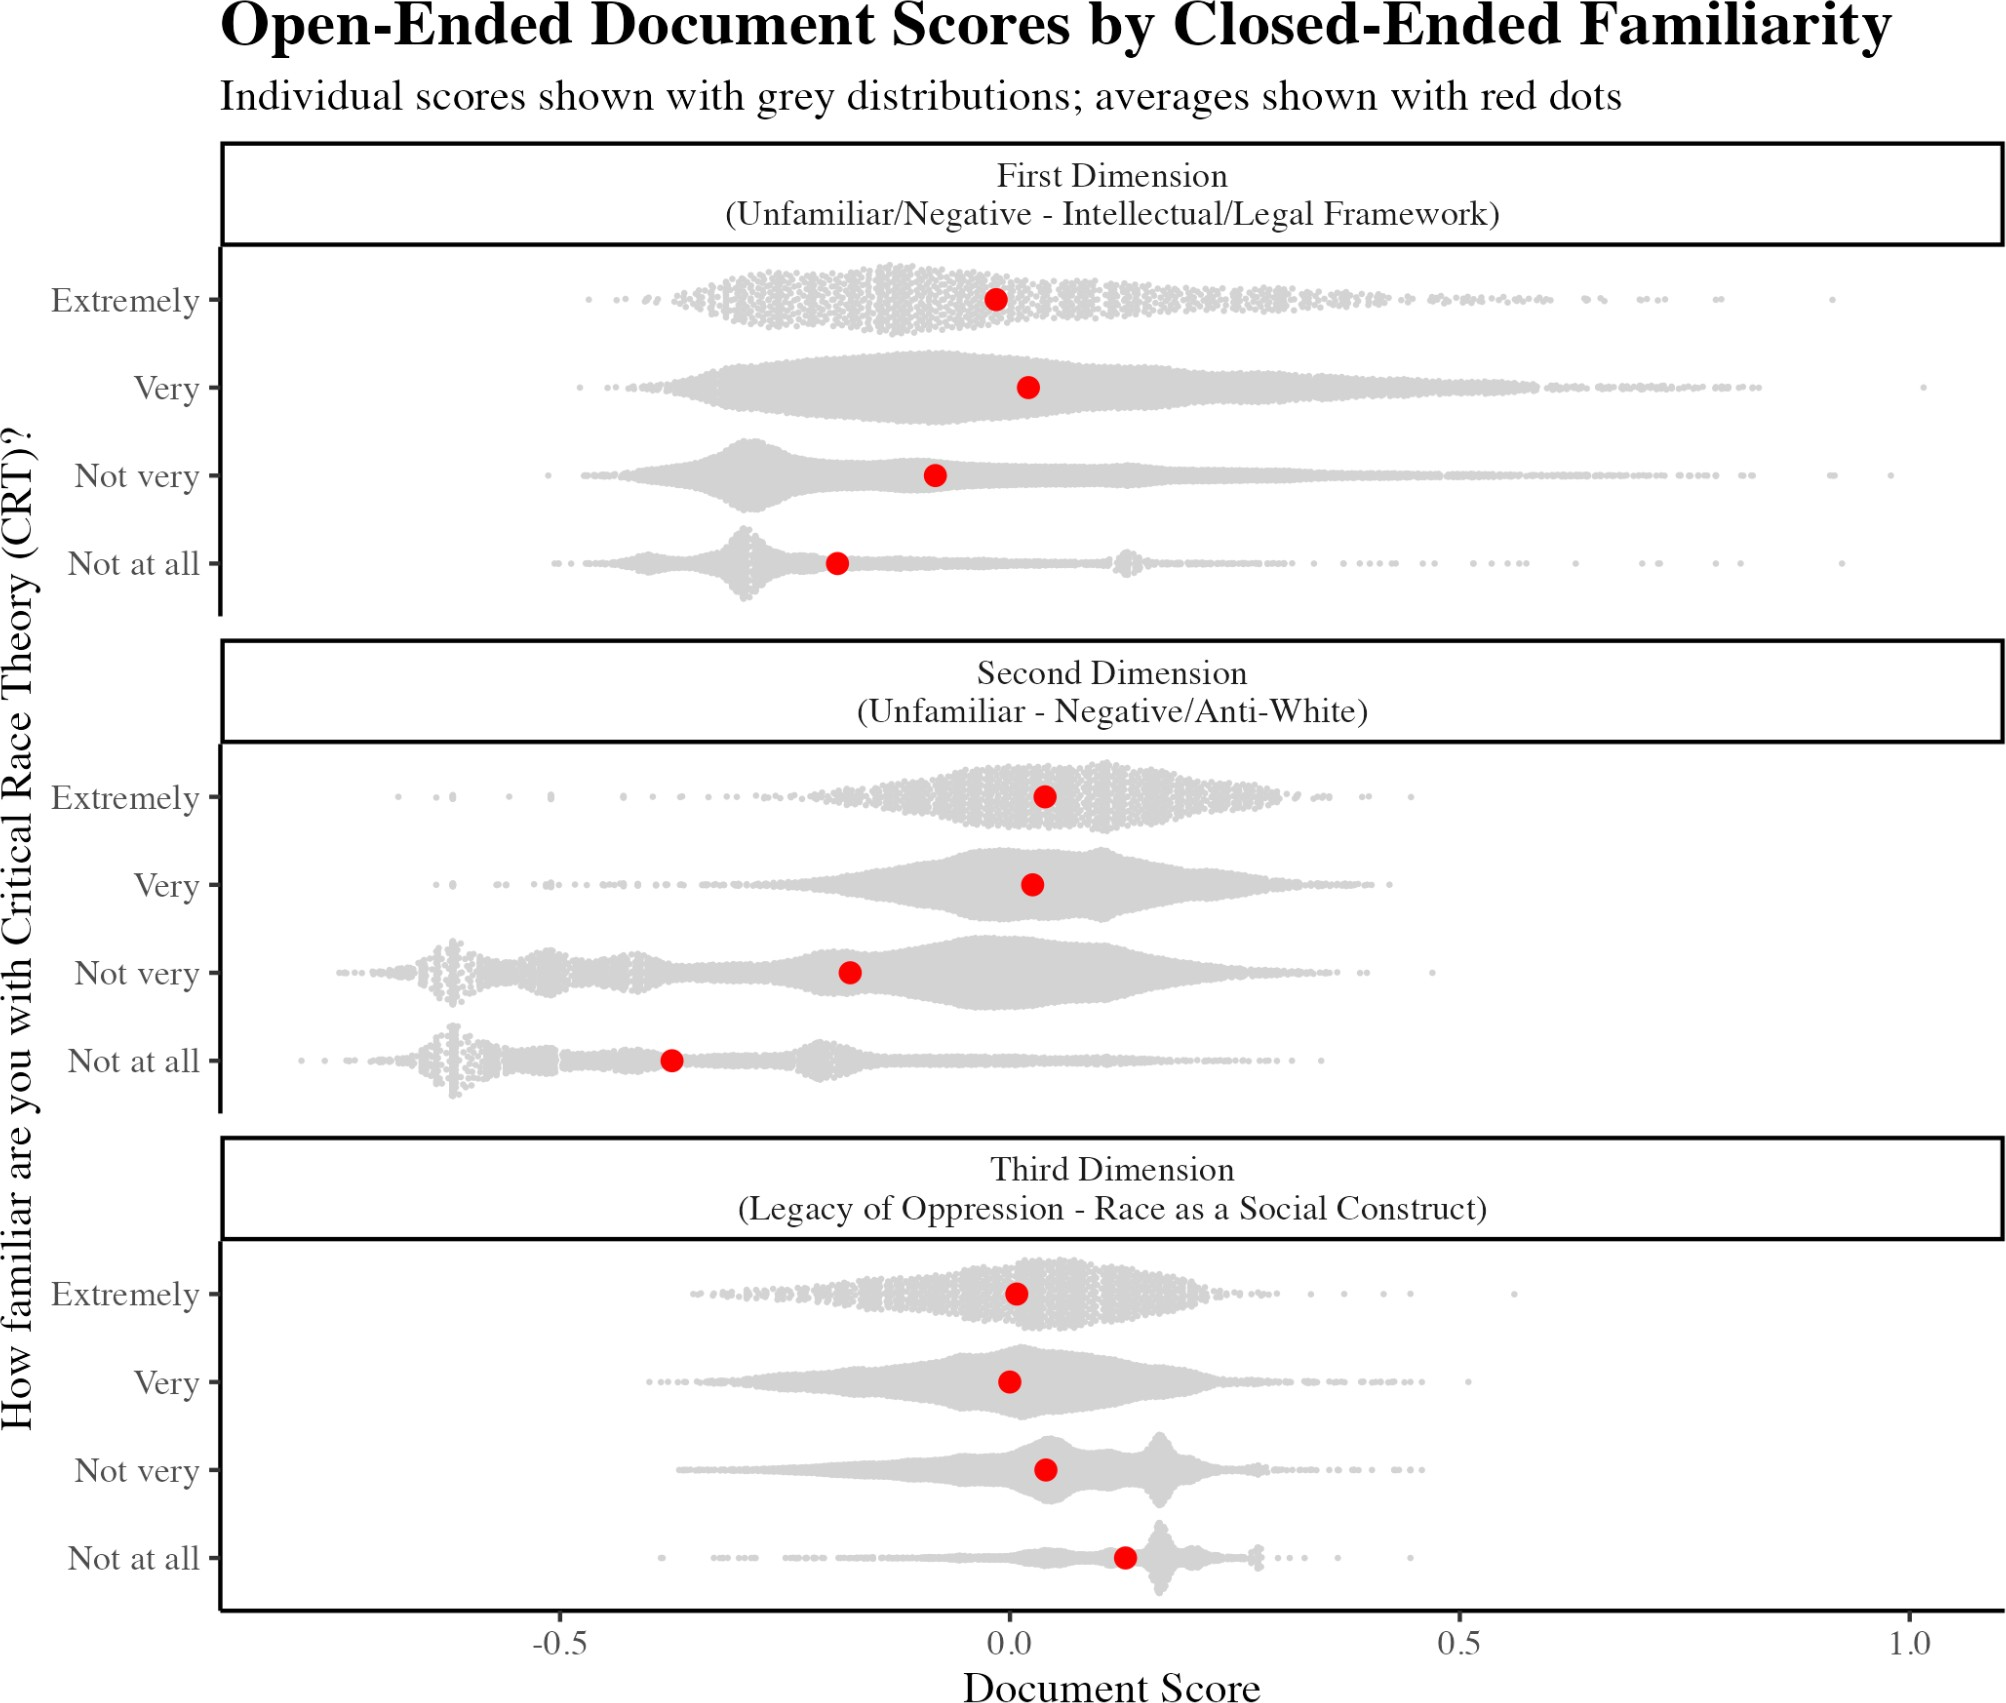 Open-Ended Document Scores by Closed-Ended Familiarity
Individual scores shown with grey distributions; averages shown with red dots
How familiar are you with Critical Race Theory (CRT)?
First Dimension
(Unfamiliar/Negative - Intellectual/Legal Framework)
Extremely
Very
Not very
Not at all
Second Dimension
(Unfamiliar - Negative/Anti-White)
Extremely
Very
Not very
Not at all
Third Dimension
(Legacy of Oppression - Race as a Social Construct)
Extremely
Very
Not very
Not at all
-0.5 0.0 0.5 1.0
Document Score